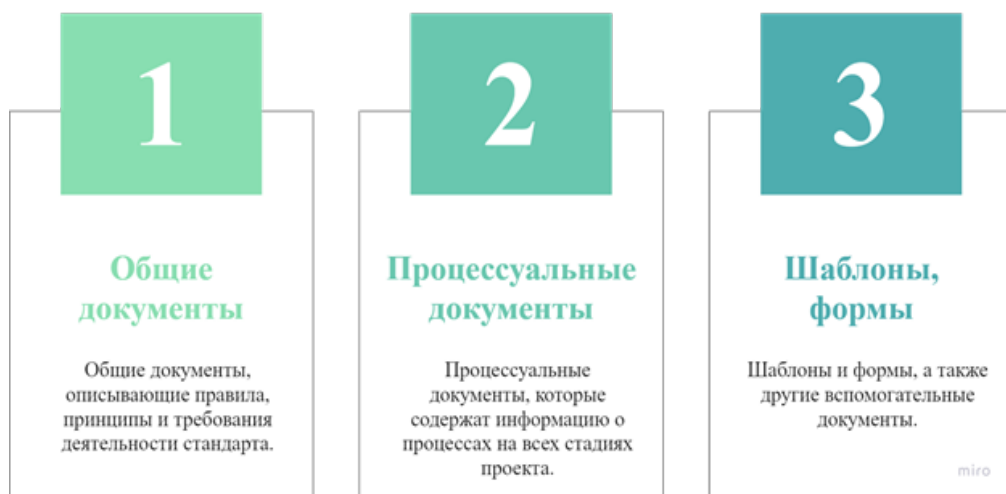 1
Общие
документы
Общие документы,
описывающие правила,
принципы и требования
деятельности стандарта.
2
Процессуальные
документы
Процессуальные
документы, которые
содержат информацию о
процессах на всех стадиях
проекта.
3
Шаблоны,
формы
Шаблоны и формы, а также
другие вспомогательные
документы.
miro